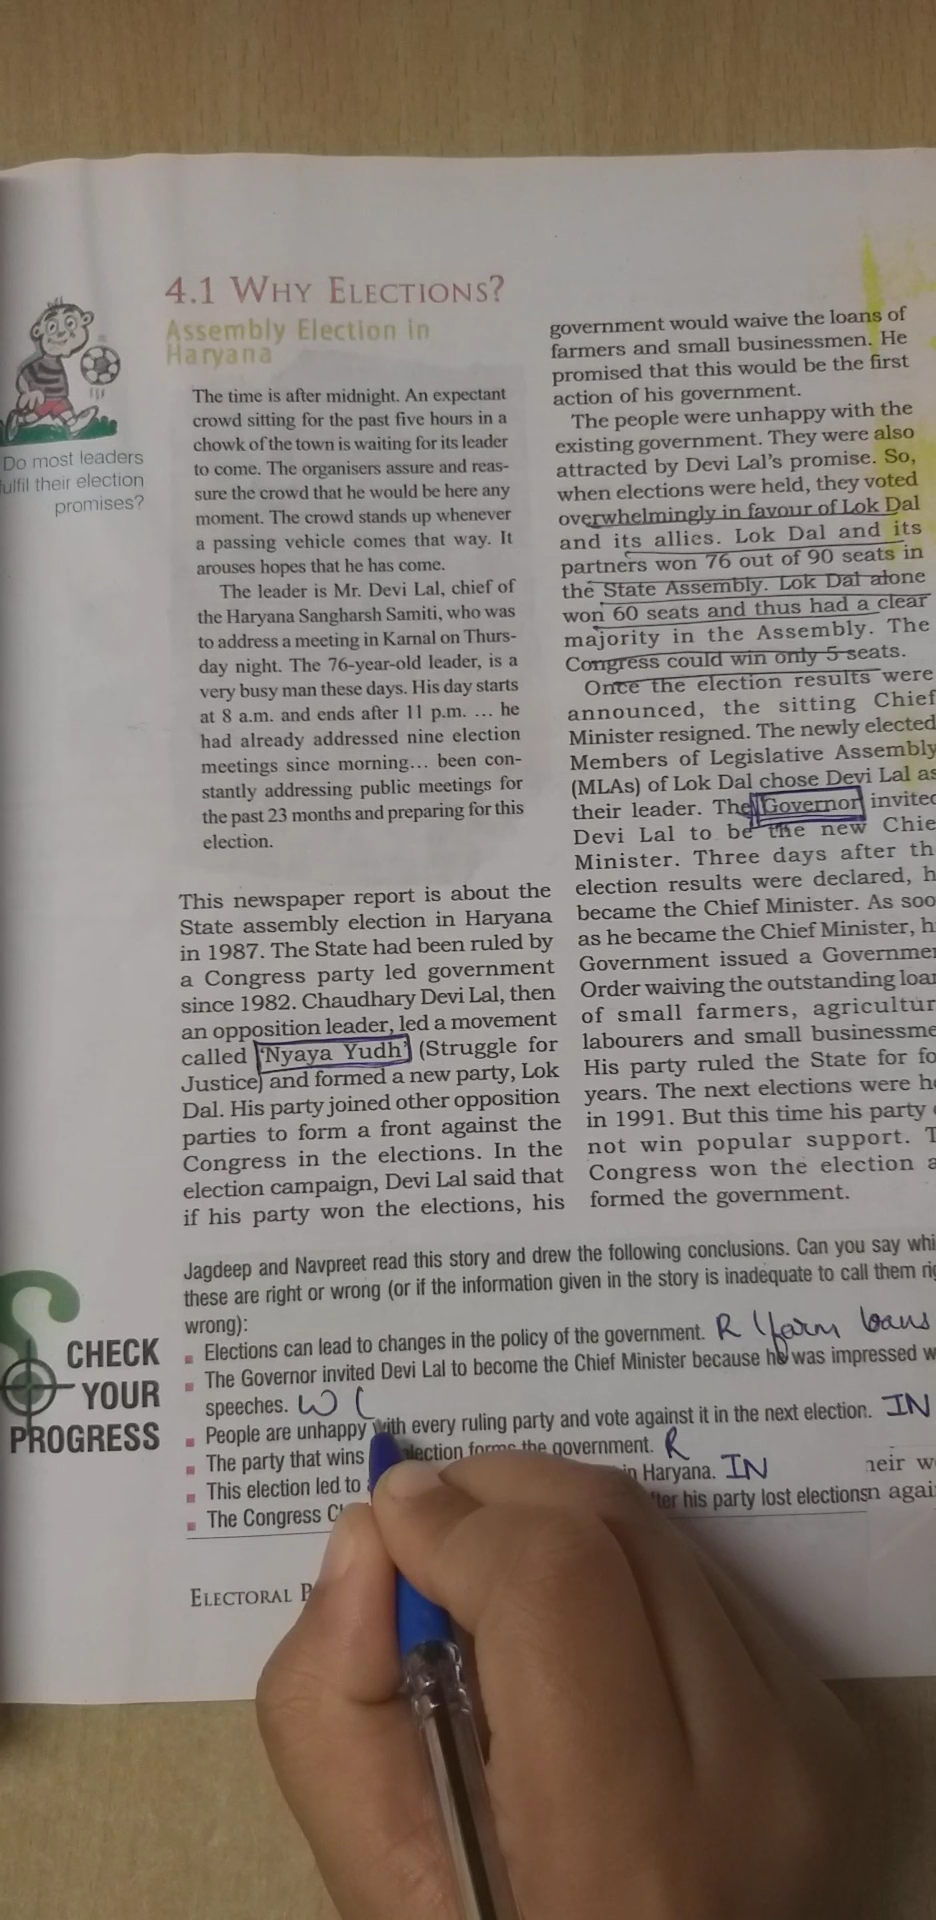 4.1 WHY ELECTIONS?
Assembly Election in
Haryana
Do most leaders
ulfil their election
promises?
The time is after midnight. An expectant
crowd sitting for the past five hours in a
chowk of the town is waiting for its leader
to come. The organisers assure and reas-
sure the crowd that he would be here any
moment. The crowd stands up whenever
a passing vehicle comes that way. It
arouses hopes that he has come.
The leader is Mr. Devi Lal, chief of
the Haryana Sangharsh Samiti, who was
to address a meeting in Karnal on Thurs-
day night. The 76-year-old leader, is a
very busy man these days. His day starts
at 8 a.m. and ends after 11 p.m. ... he
had already addressed nine election
meetings since morning... been con-
stantly addressing public meetings for
the past 23 months and preparing for this
election.
This newspaper report is about the
State assembly election in Haryana
in 1987. The State had been ruled by
a Congress party led government
since 1982. Chaudhary Devi Lal, then
an opposition leader, led a movement
called ‘Nyaya Yudh’ (Struggle for
Justice) and formed a new party, Lok
Dal. His party joined other opposition
parties to form a front against the
Congress in the elections. In the
election campaign, Devi Lal said that
if his party won the elections, his
government would waive the loans of
farmers and small businessmen. He
promised that this would be the first
action of his government.
The people were unhappy with the
existing government. They were also
attracted by Devi Lal’s promise. So,
when elections were held, they voted
overwhelmingly in favour of Lok Dal
and its allies. Lok Dal and its
partners won 76 out of 90 seats in
the State Assembly. Lok Dal alone
won 60 seats and thus had a clear
majority in the Assembly. The
Congress could win only 5 seats.
Once the election results were
announced, the sitting Chief
Minister resigned. The newly elected
Members of Legislative Assembly
(MLAs) of Lok Dal chose Devi Lal as
their leader. The Governor invited
Devi Lal to be the new Chie
Minister. Three days after th
election results were declared, h
became the Chief Minister. As soo
as he became the Chief Minister, h
Government issued a Governme
Order waiving the outstanding loa
of small farmers, agricultur
labourers and small businessme
His party ruled the State for fo
years. The next elections were h
in 1991. But this time his party
not win popular support. T
Congress won the election a
formed the government.
CHECK
YOUR
PROGRESS
Jagdeep and Navpreet read this story and drew the following conclusions. Can you say whi
these are right or wrong (or if the information given in the story is inadequate to call them rig
wrong):
Elections can lead to changes in the policy of the government. R (farm loans
The Governor invited Devi Lal to become the Chief Minister because he was impressed w
speeches. W (
People are unhappy with every ruling party and vote against it in the next election. IN
The party that wins election forms the government. R
This election led to in Haryana. IN
The Congress his party lost elections
ELECTORAL